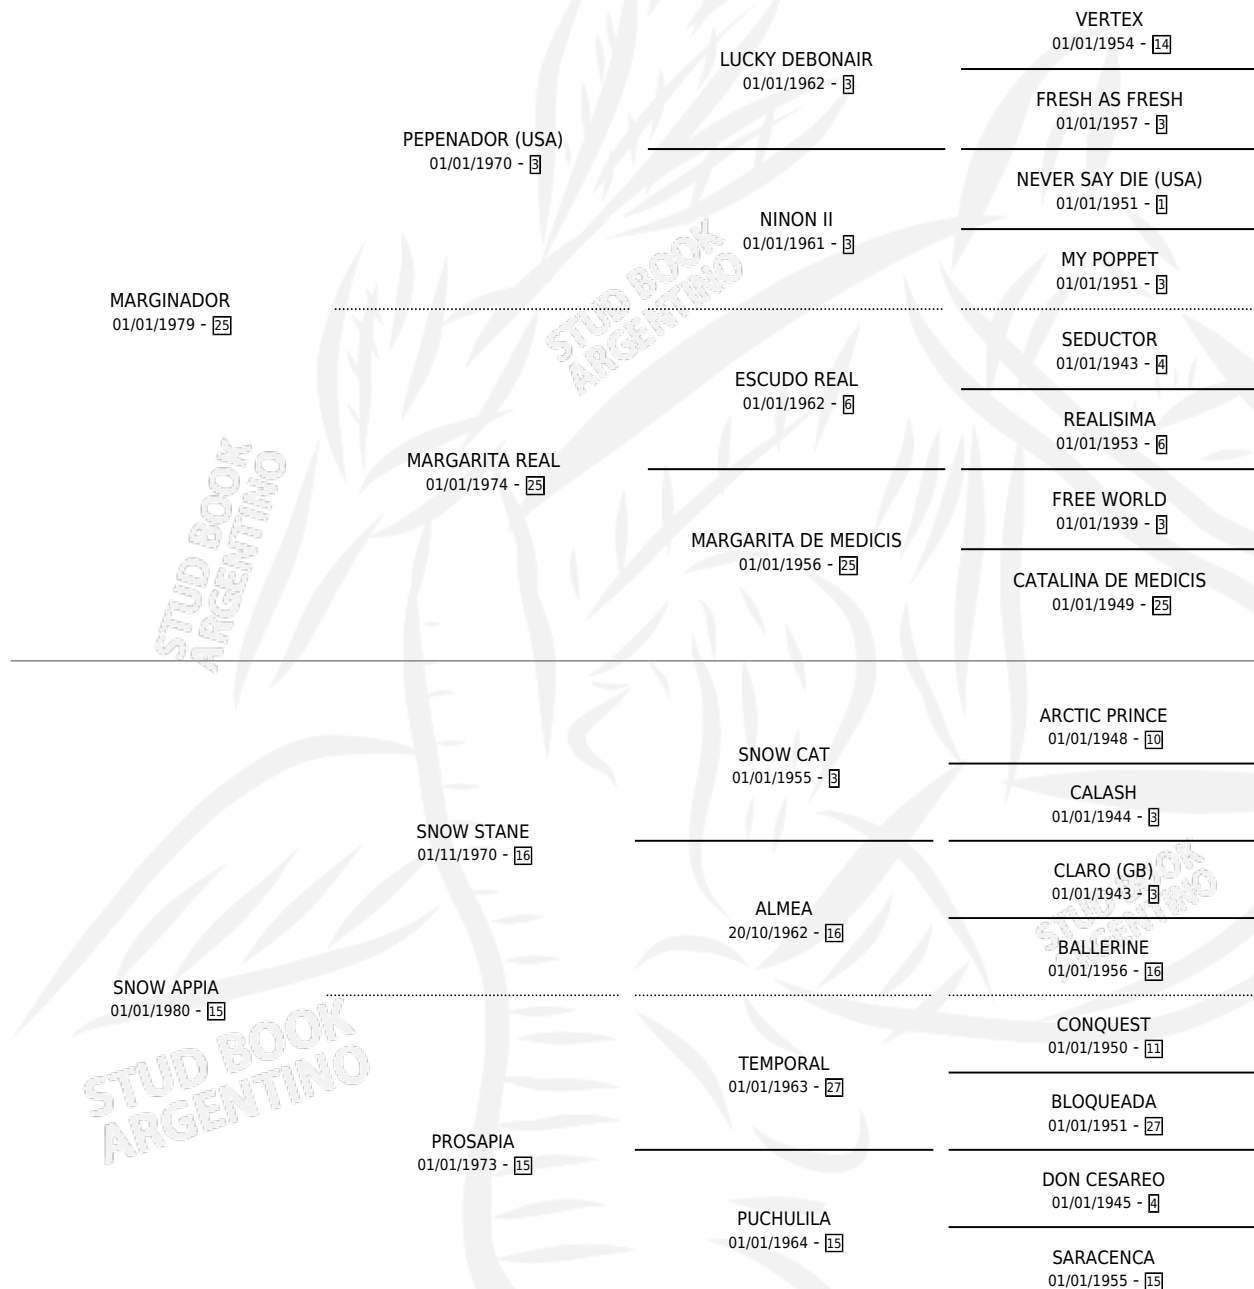 VERTEX
01/01/1954 - 14
LUCKY DEBONAIR
01/01/1962 - 3
FRESH AS FRESH
01/01/1957 - 3
PEPENADOR (USA)
01/01/1970 - 3
NEVER SAY DIE (USA)
01/01/1951 - 1
NINON II
01/01/1961 - 3
MY POPPET
01/01/1951 - 3
MARGINADOR
01/01/1979 - 25
STUD BOOK
ARGENTINO
SEDUCTOR
01/01/1943 - 4
ESCUDO REAL
01/01/1962 - 6
REALISIMA
01/01/1953 - 6
MARGARITA REAL
01/01/1974 - 25
FREE WORLD
01/01/1939 - 3
MARGARITA DE MEDICIS
01/01/1956 - 25
CATALINA DE MEDICIS
01/01/1949 - 25
STUD BOOK
ARGENTINO
ARCTIC PRINCE
01/01/1948 - 10
SNOW CAT
01/01/1955 - 3
CALASH
01/01/1944 - 3
SNOW STANE
01/11/1970 - 16
CLARO (GB)
01/01/1943 - 3
ALMEA
20/10/1962 - 16
STUD BOOK
ARGENTINO
BALLERINE
01/01/1956 - 16
SNOW APPIA
01/01/1980 - 15
CONQUEST
01/01/1950 - 11
STUD BOOK
ARGENTINO
TEMPORAL
01/01/1963 - 27
BLOQUEADA
01/01/1951 - 27
PROSAPIA
01/01/1973 - 15
DON CESAREO
01/01/1945 - 4
PUCHULILA
01/01/1964 - 15
SARACENCA
01/01/1955 - 15